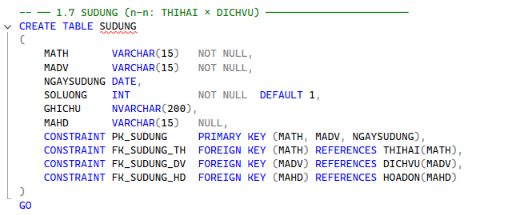 -- ── 1.7 SUDUNG (n-n: THIHAI × DICHVU) ──────────────────────
CREATE TABLE SUDUNG
(
    MATH       VARCHAR(15)   NOT NULL,
    MADV       VARCHAR(15)   NOT NULL,
    NGAYSUDUNG DATE,
    SOLUONG    INT           NOT NULL  DEFAULT 1,
    GHICHU     NVARCHAR(200),
    MAHD       VARCHAR(15)   NULL,
    CONSTRAINT PK_SUDUNG     PRIMARY KEY (MATH, MADV, NGAYSUDUNG),
    CONSTRAINT FK_SUDUNG_TH  FOREIGN KEY (MATH) REFERENCES THIHAI(MATH),
    CONSTRAINT FK_SUDUNG_DV  FOREIGN KEY (MADV) REFERENCES DICHVU(MADV),
    CONSTRAINT FK_SUDUNG_HD  FOREIGN KEY (MAHD) REFERENCES HOADON(MAHD)
)
GO